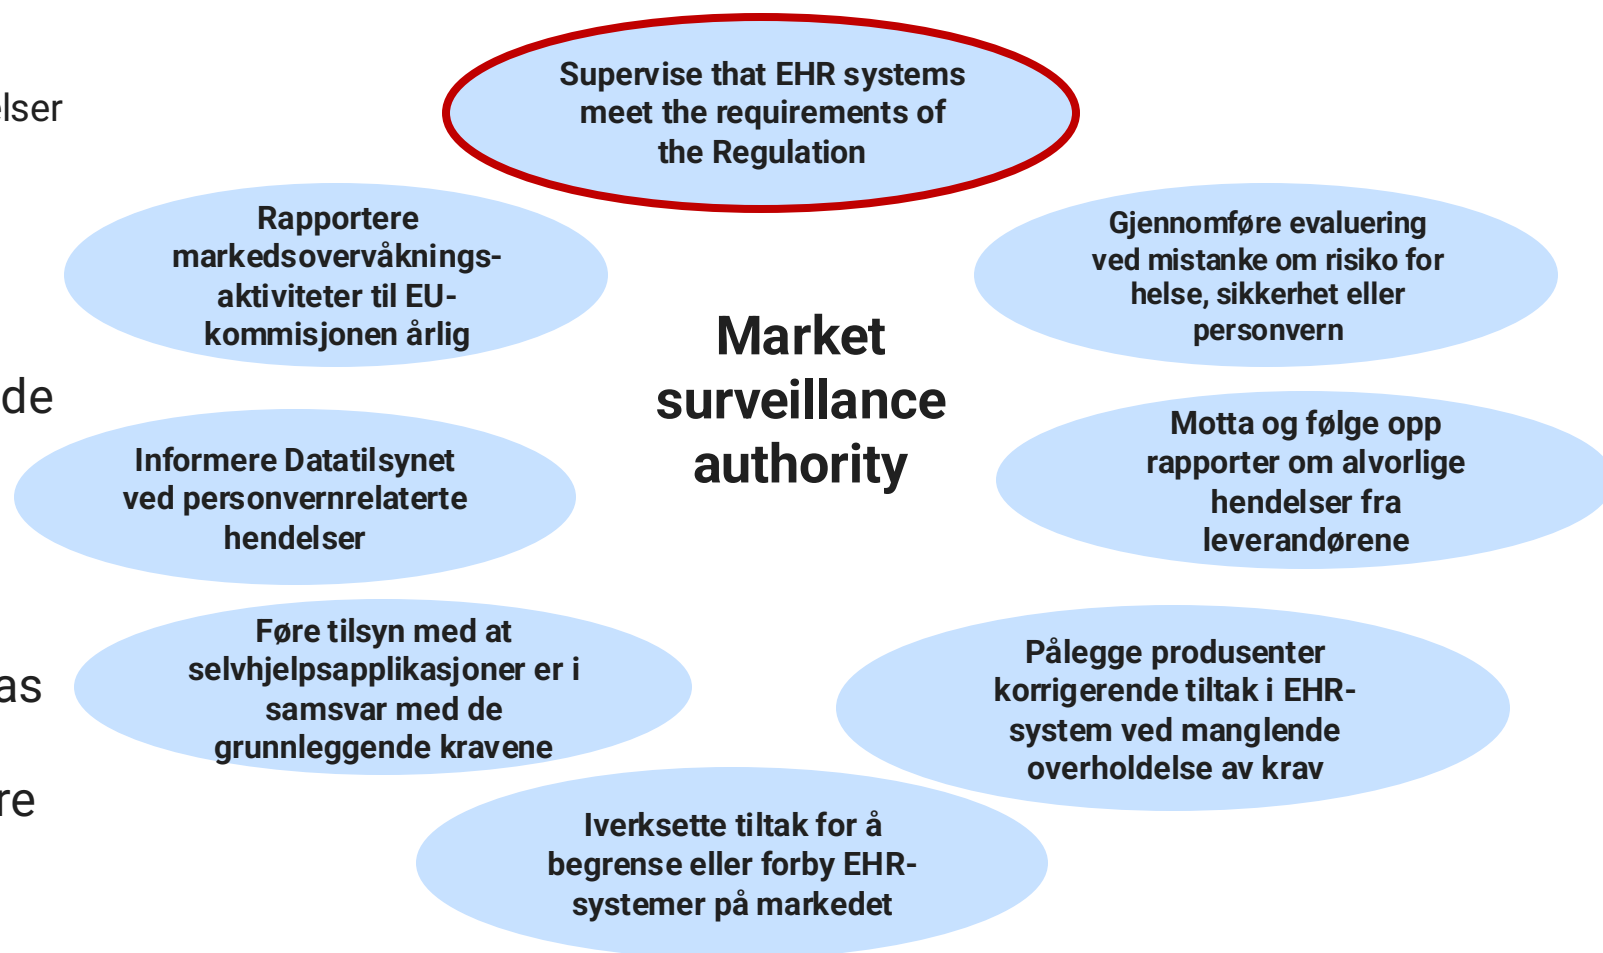 Supervise that EHR systems
meet the requirements of
the Regulation
elser
Rapportere
markedsovervåknings-
aktiviteter til EU-
kommisjonen årlig
Gjennomføre evaluering
ved mistanke om risiko for
helse, sikkerhet eller
personvern
Market
surveillance
authority
de
Informere Datatilsynet
ved personvernrelaterte
hendelser
Motta og følge opp
rapporter om alvorlige
hendelser fra
leverandørene
Føre tilsyn med at
selvhjelpsapplikasjoner er i
samsvar med de
grunnleggende kravene
as
Pålegge produsenter
korrigerende tiltak i EHR-
system ved manglende
overholdelse av krav
re
Iverksette tiltak for å
begrense eller forby EHR-
systemer på markedet